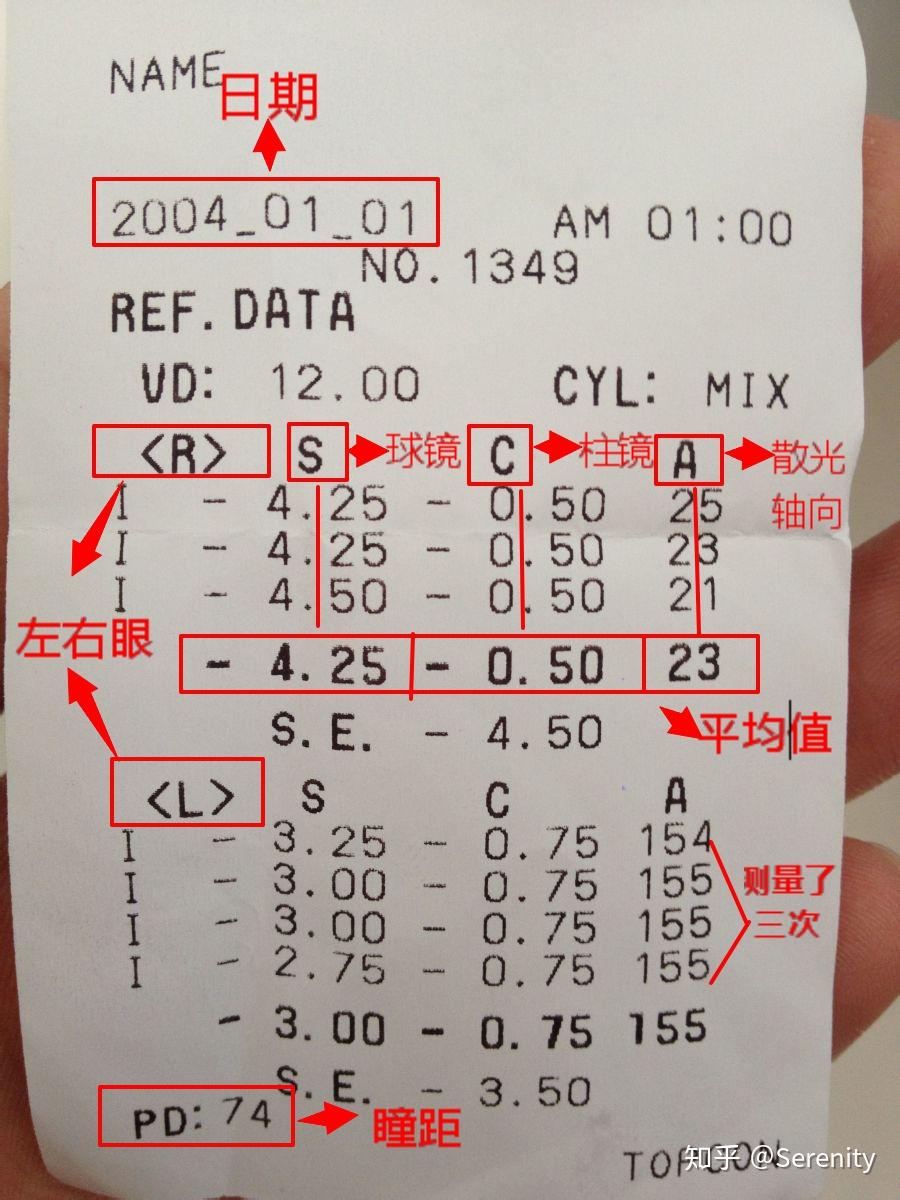 NAME
日期
2004_01_01 AM 01:00
NO. 1349
REF. DATA
VD: 12.00 CYL: MIX
<R> S 球镜 C 柱镜 A 散光
轴向
I - 4.25 - 0.50 25
I - 4.25 - 0.50 23
I - 4.50 - 0.50 21
左右眼
- 4.25 - 0.50 23
S.E. - 4.50 平均值
<L> S C A
I - 3.25 - 0.75 154
I - 3.00 - 0.75 155
I - 3.00 - 0.75 155
I - 2.75 - 0.75 155
测量了
三次
- 3.00 - 0.75 155
S.E. - 3.50
PD: 74 瞳距
TOPCON
知乎 @Serenity